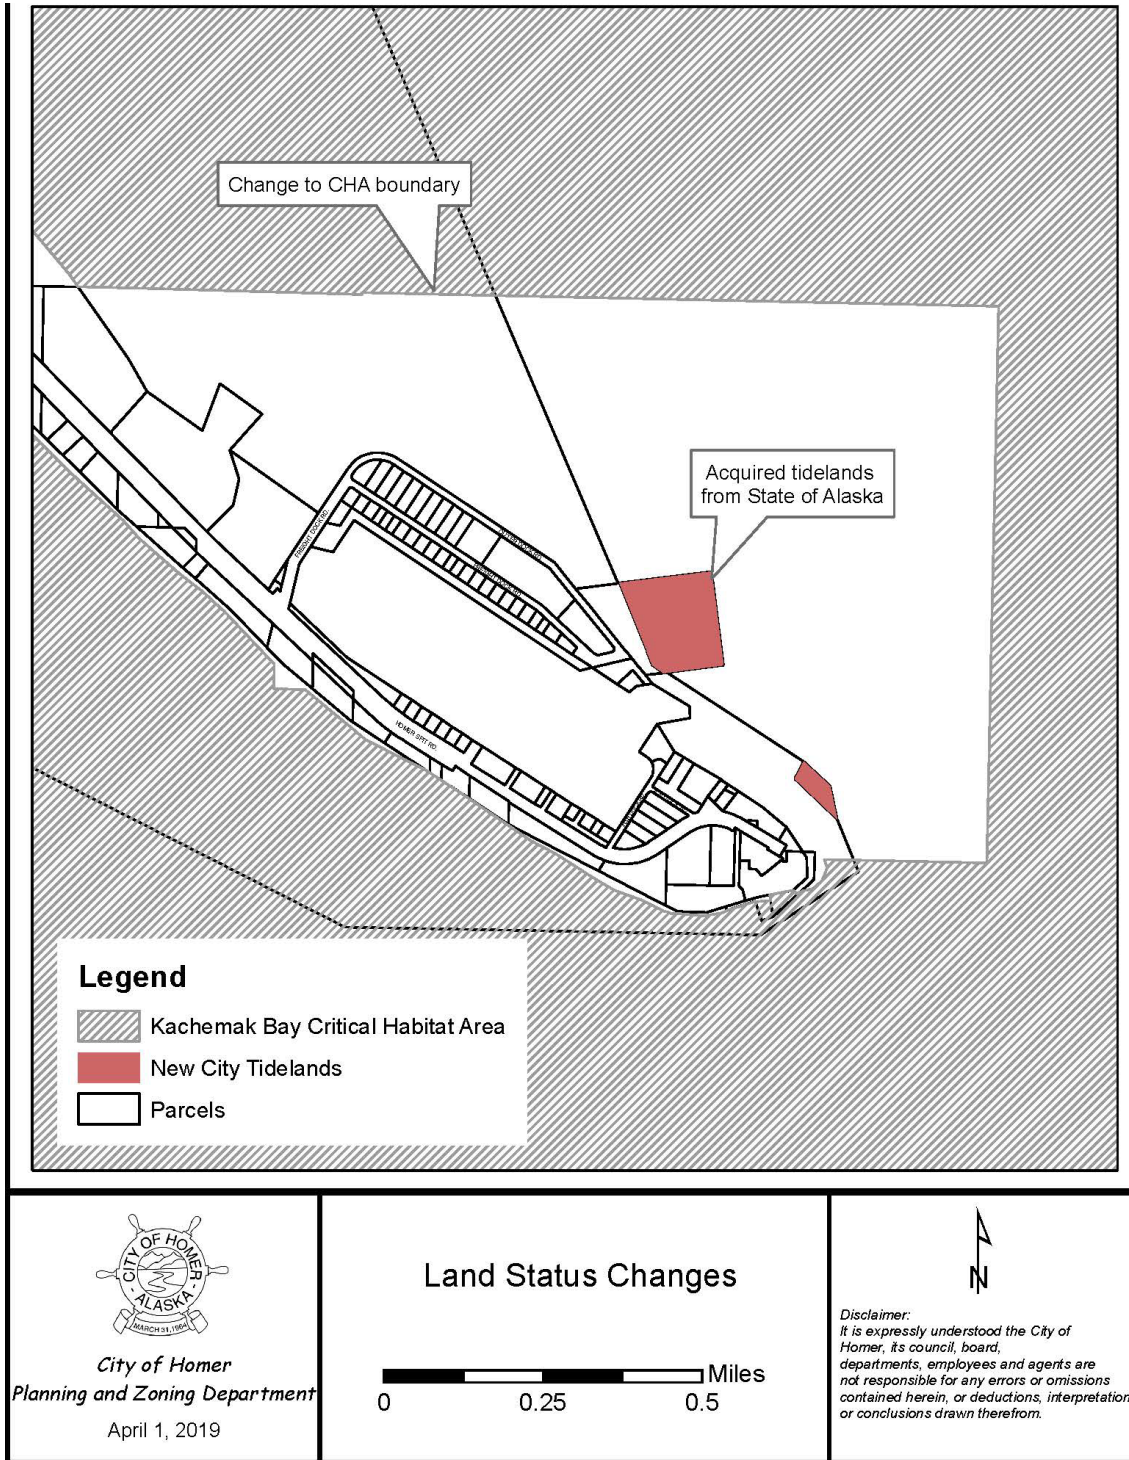 Change to CHA boundary
Acquired tidelands
from State of Alaska
FREIGHT DOCK RD.
HOMER SPIT RD.
Legend
Kachemak Bay Critical Habitat Area
New City Tidelands
Parcels
CITY OF HOMER
- ALASKA -
MARCH 31, 1964
City of Homer
Planning and Zoning Department
April 1, 2019
Land Status Changes
Miles
0
0.25
0.5
N
Disclaimer:
It is expressly understood the City of
Homer, its council, board,
departments, employees and agents are
not responsible for any errors or omissions
contained herein, or deductions, interpretation
or conclusions drawn therefrom.